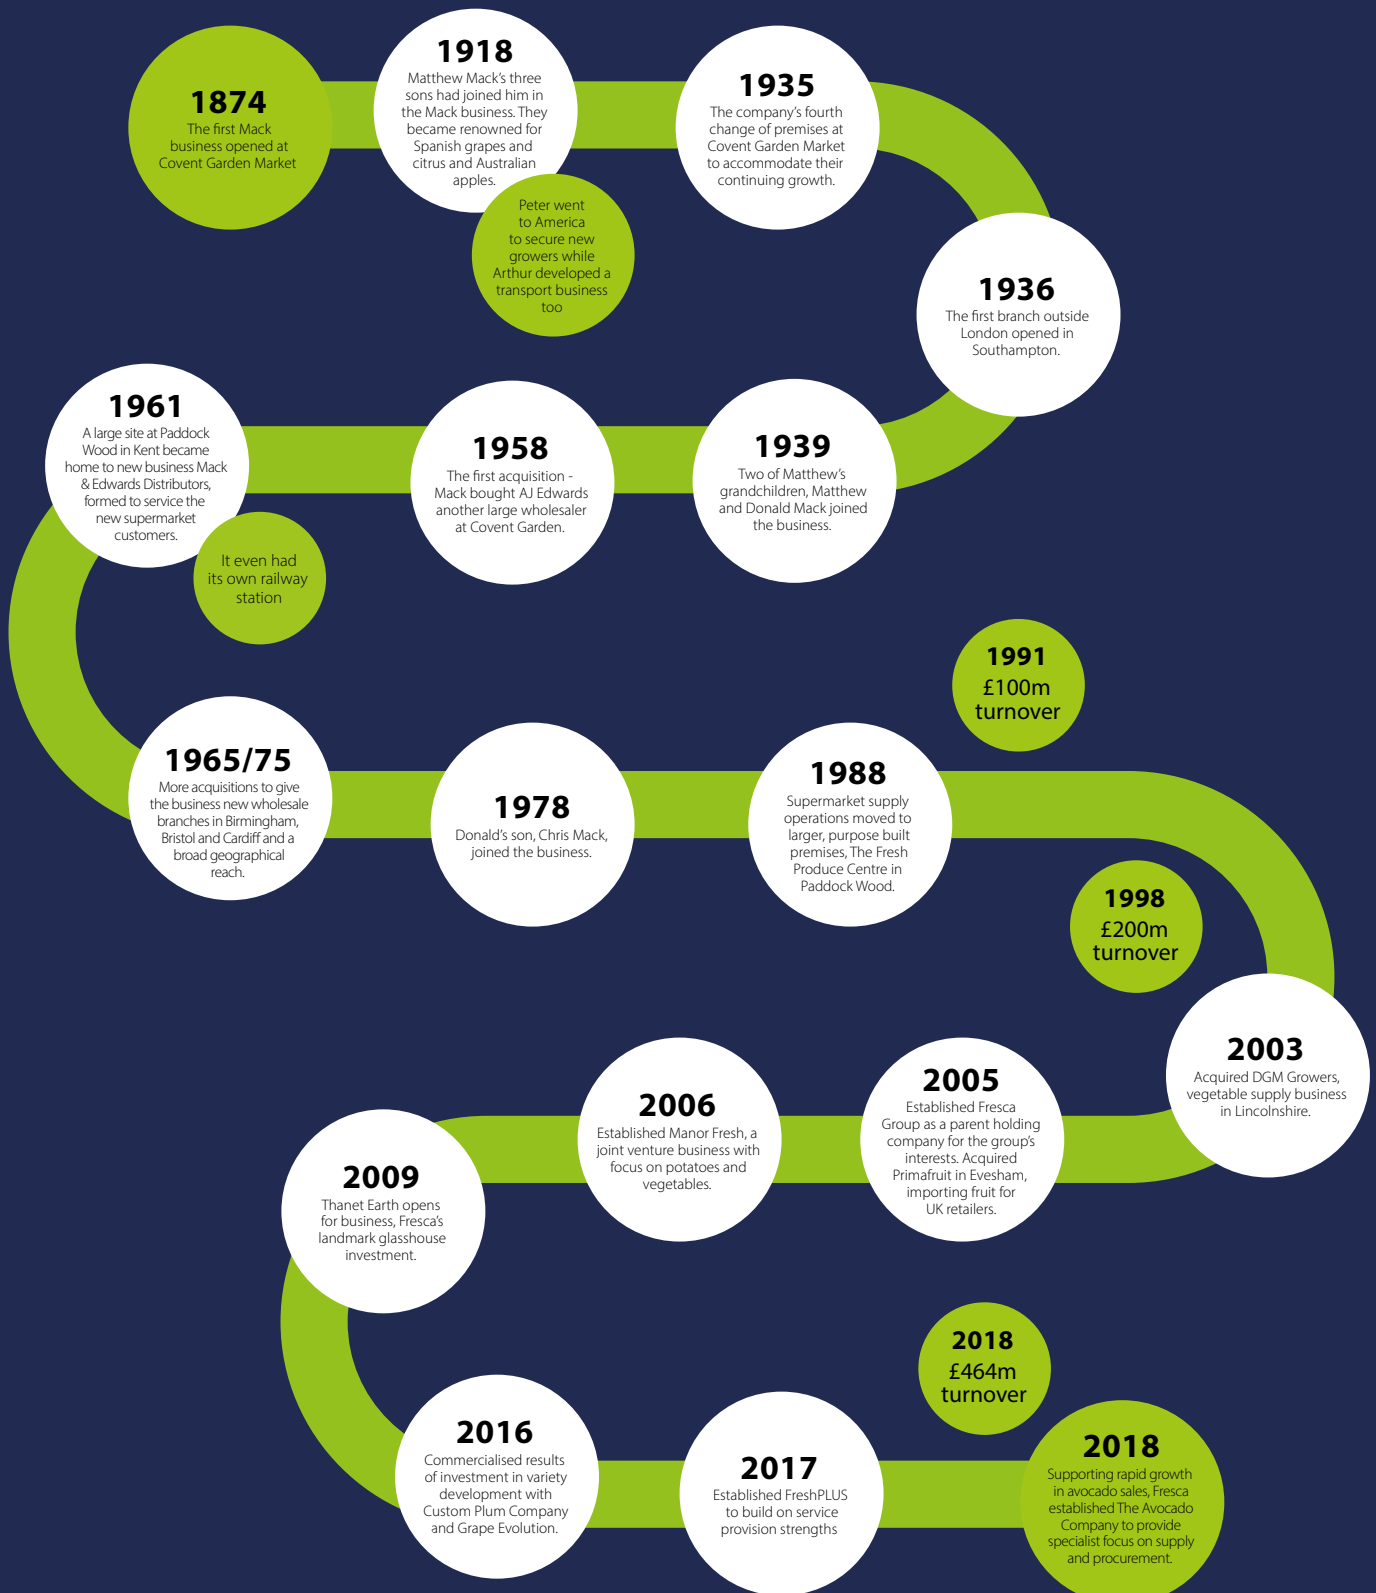 1874
The first Mack
business opened at
Covent Garden Market
1918
Matthew Mack's three
sons had joined him in
the Mack business. They
became renowned for
Spanish grapes and
citrus and Australian
apples.
Peter went
to America
to secure new
growers while
Arthur developed a
transport business
too
1935
The company's fourth
change of premises at
Covent Garden Market
to accommodate their
continuing growth.
1936
The first branch outside
London opened in
Southampton.
1939
Two of Matthew's
grandchildren, Matthew
and Donald Mack joined
the business.
1958
The first acquisition -
Mack bought AJ Edwards
another large wholesaler
at Covent Garden.
1961
A large site at Paddock
Wood in Kent became
home to new business Mack
& Edwards Distributors,
formed to service the
new supermarket
customers.
It even had
its own railway
station
1965/75
More acquisitions to give
the business new wholesale
branches in Birmingham,
Bristol and Cardiff and a
broad geographical
reach.
1978
Donald's son, Chris Mack,
joined the business.
1988
Supermarket supply
operations moved to
larger, purpose built
premises, The Fresh
Produce Centre in
Paddock Wood.
1991
£100m
turnover
1998
£200m
turnover
2003
Acquired DGM Growers,
vegetable supply business
in Lincolnshire.
2005
Established Fresca
Group as a parent holding
company for the group's
interests. Acquired
Primafruit in Evesham,
importing fruit for
UK retailers.
2006
Established Manor Fresh, a
joint venture business with
focus on potatoes and
vegetables.
2009
Thanet Earth opens
for business, Fresca's
landmark glasshouse
investment.
2016
Commercialised results
of investment in variety
development with
Custom Plum Company
and Grape Evolution.
2017
Established FreshPLUS
to build on service
provision strengths
2018
£464m
turnover
2018
Supporting rapid growth
in avocado sales, Fresca
established The Avocado
Company to provide
specialist focus on supply
and procurement.